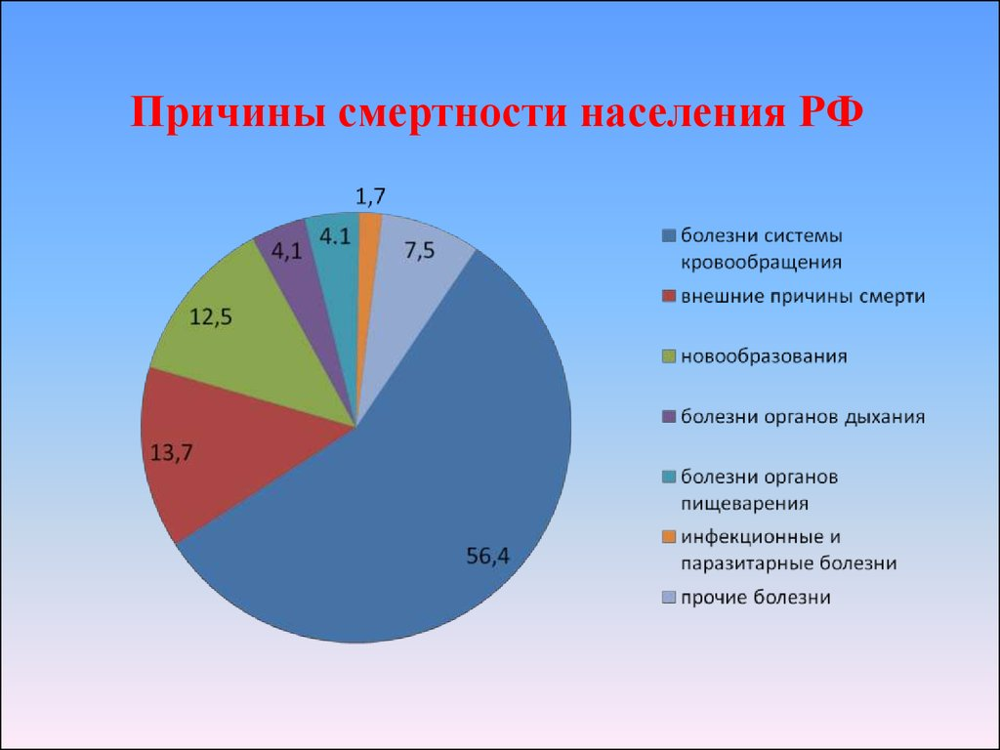 Причины смертности населения РФ
1,7
4,1
4.1
7,5
12,5
13,7
56,4
болезни системы
кровообращения
внешние причины смерти
новообразования
болезни органов дыхания
болезни органов
пищеварения
инфекционные и
паразитарные болезни
прочие болезни